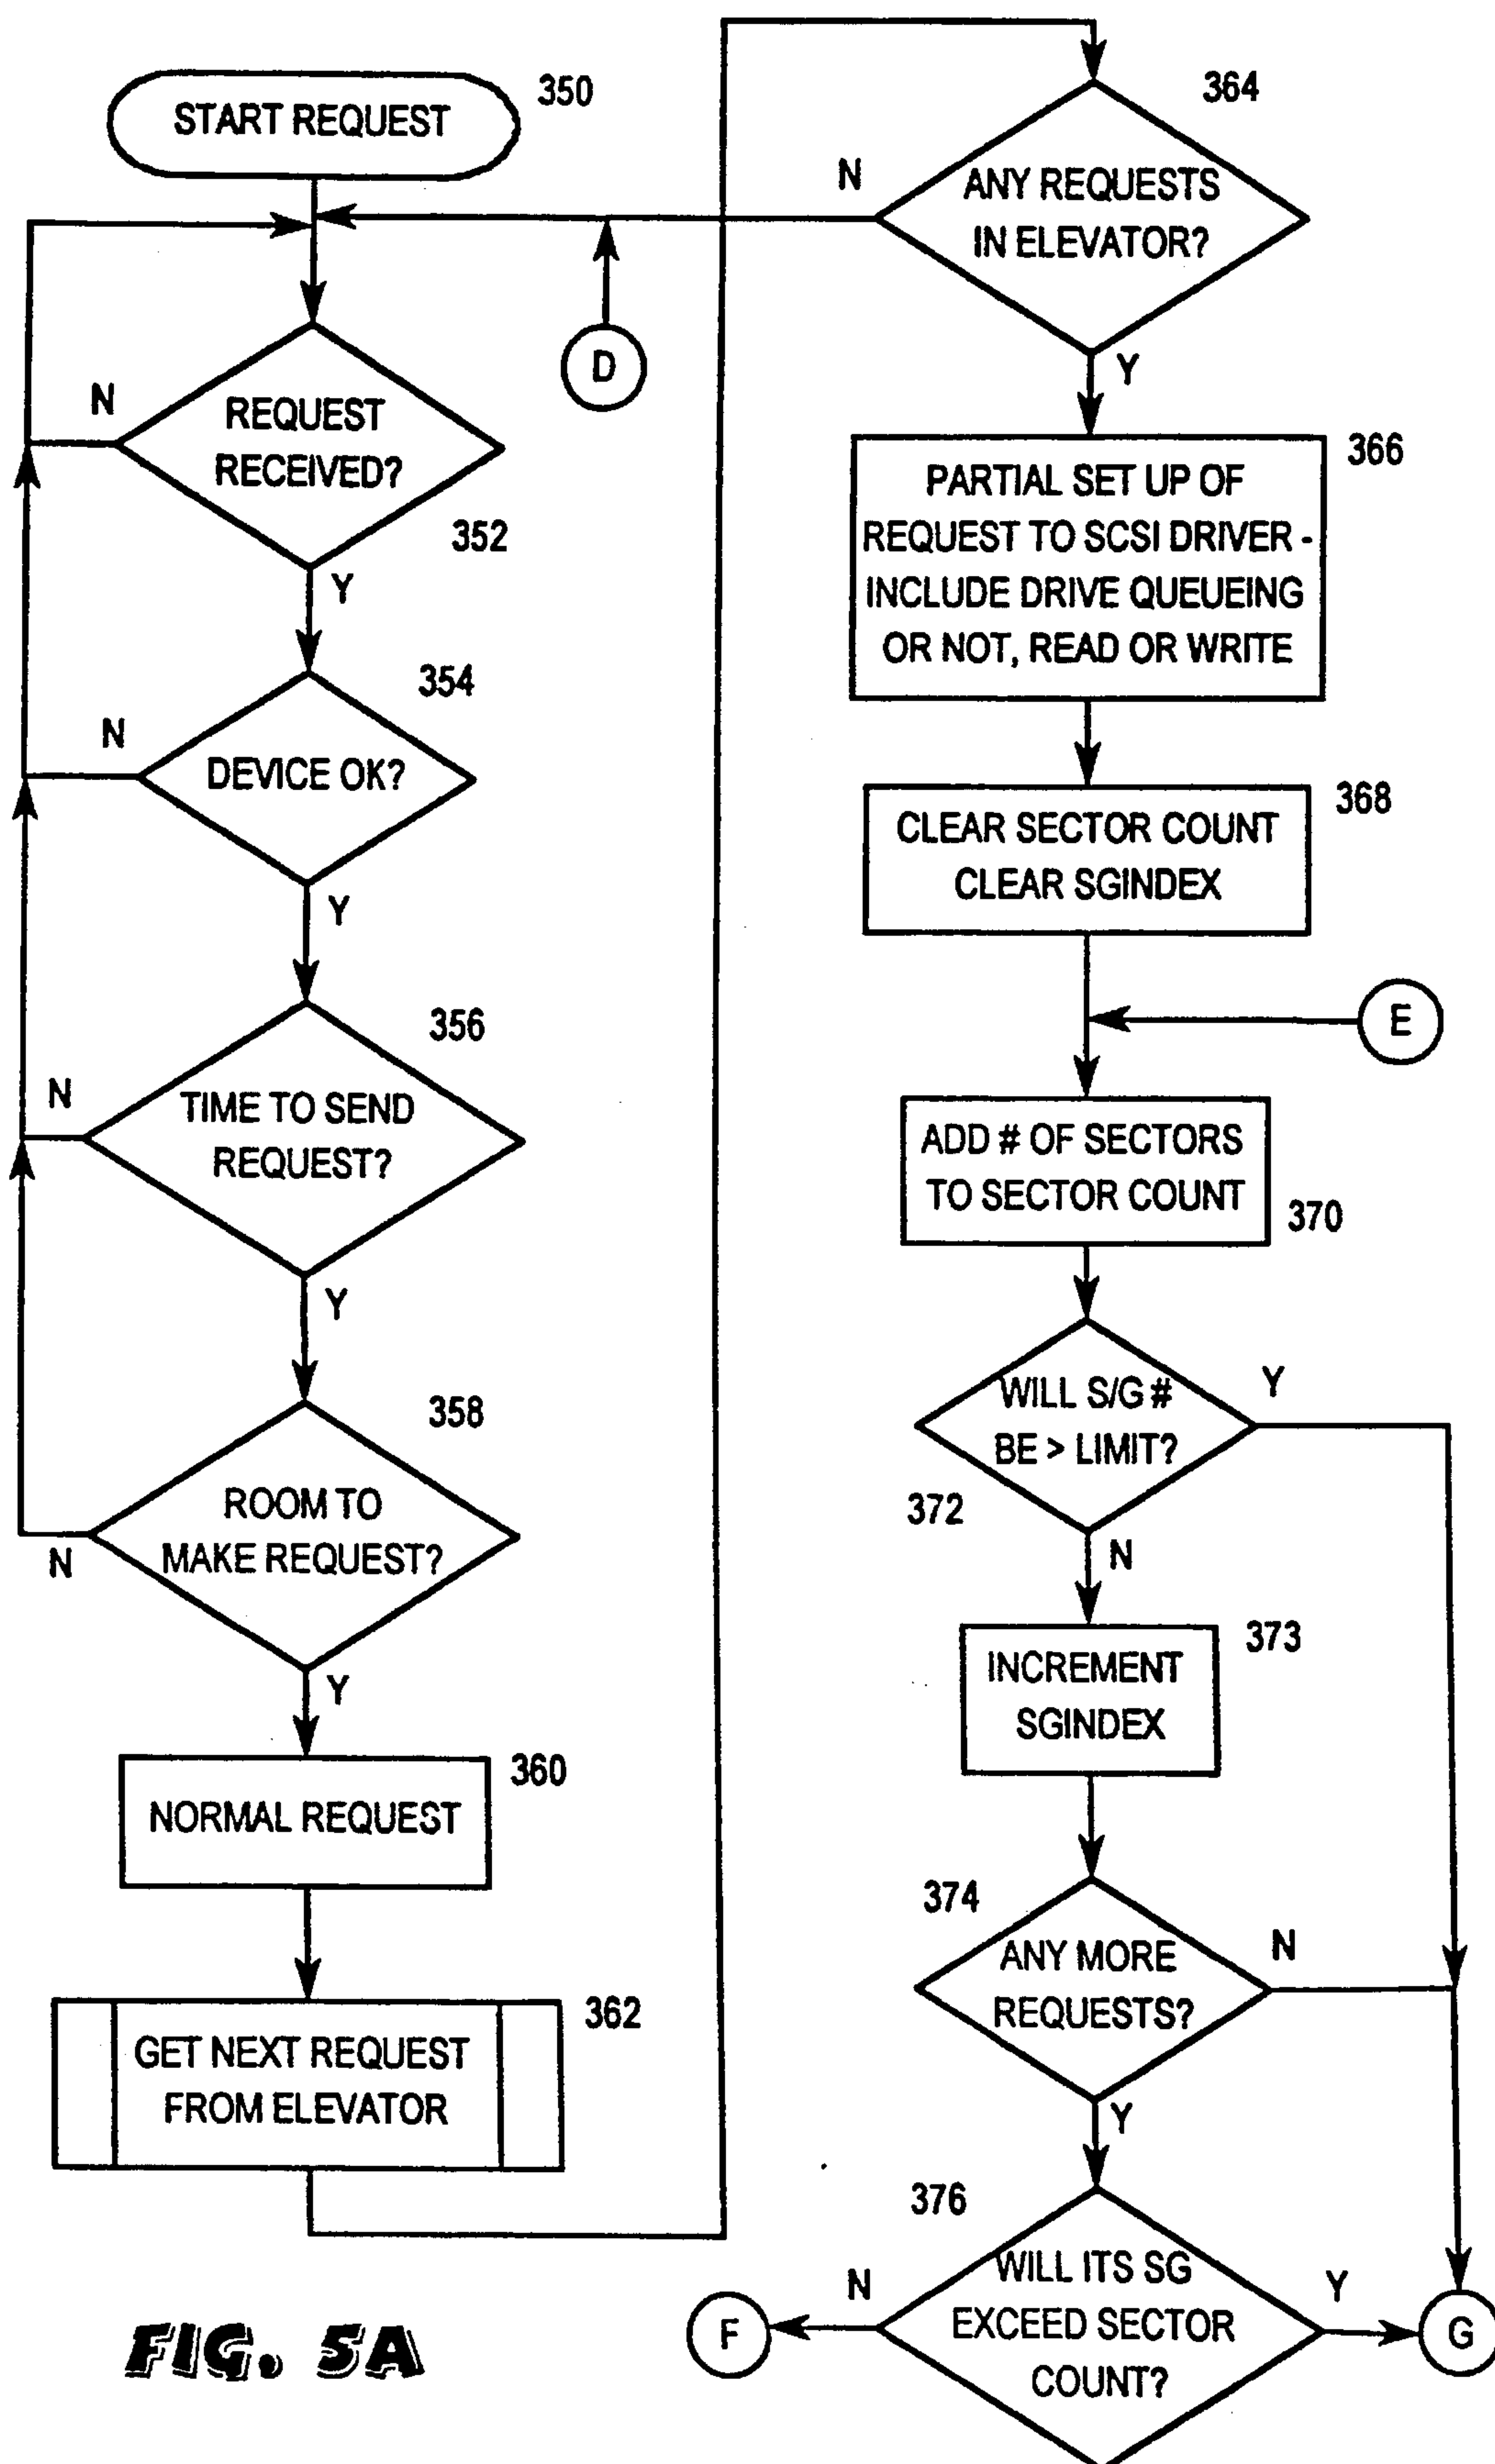 START REQUEST
350
REQUEST
RECEIVED?
N
352
Y
354
DEVICE OK?
N
Y
356
TIME TO SEND
REQUEST?
N
Y
358
ROOM TO
MAKE REQUEST?
N
Y
360
NORMAL REQUEST
362
GET NEXT REQUEST
FROM ELEVATOR
D
364
ANY REQUESTS
IN ELEVATOR?
N
Y
366
PARTIAL SET UP OF
REQUEST TO SCSI DRIVER -
INCLUDE DRIVE QUEUEING
OR NOT, READ OR WRITE
368
CLEAR SECTOR COUNT
CLEAR SGINDEX
E
ADD # OF SECTORS
TO SECTOR COUNT
370
WILL S/G #
BE > LIMIT?
Y
372
N
373
INCREMENT
SGINDEX
374
ANY MORE
REQUESTS?
N
Y
376
WILL ITS SG
EXCEED SECTOR
COUNT?
N
Y
F
G
FIG. 5A